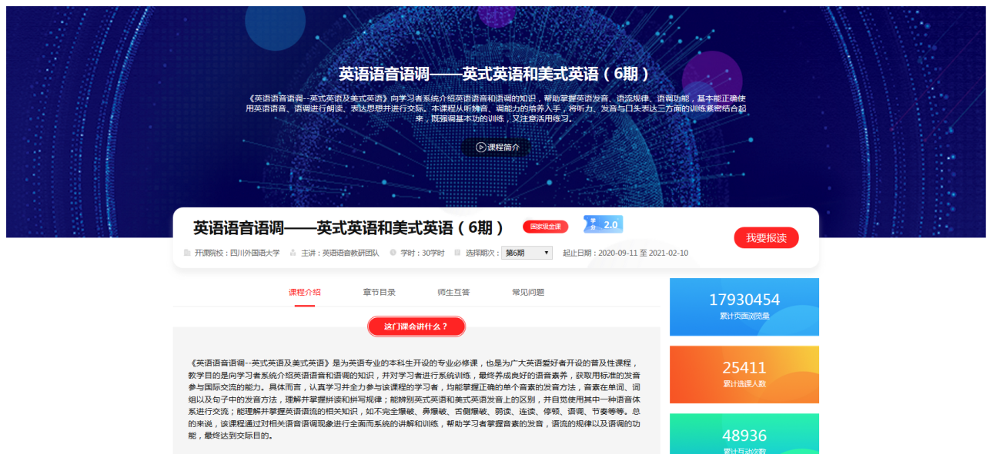 英语语音语调——英式英语和美式英语（6期）
《英语语音语调--英式英语及美式英语》向学习者系统介绍英语语音和语调的知识，帮助掌握英语发音、语流规律、语调功能，基本能正确使
用英语语音、语调进行朗读、表达思想并进行交际。本课程从听辨音、调能力的培养入手，将听力、发音与口头表达三方面的训练紧密结合起
来，既强调基本功的训练，又注意活用练习。
课程简介
英语语音语调——英式英语和美式英语（6期）
国家级金课
学分 2.0
我要报读
开课院校：四川外国语大学 主讲：英语语音教研团队 学时：30学时 选择期次： 第6期 起止日期：2020-09-11 至 2021-02-10
课程介绍 章节目录 师生互答 常见问题
这门课会讲什么？
《英语语音语调--英式英语及美式英语》是为英语专业的本科生开设的专业必修课，也是为广大英语爱好者开设的普及性课程，
教学目的是向学习者系统介绍英语语音和语调的知识，并对学习者进行系统训练，最终养成良好的语音素养，获取用标准的发音
参与国际交流的能力。具体而言，认真学习并全力参与该课程的学习者，均能掌握正确的单个音素的发音方法，音素在单词、词
组以及句子中的发音方法，理解并掌握拼读和拼写规律；能辨别英式英语和美式英语发音上的区别，并自觉使用其中一种语音体
系进行交流；能理解并掌握英语语流的相关知识，如不完全爆破、鼻爆破、舌侧爆破、弱读、连读、停顿、语调、节奏等等。总
的来说，该课程通过对相关语音语调现象进行全面而系统的讲解和训练，帮助学习者掌握音素的发音，语流的规律以及语调的功
能，最终达到交际目的。
17930454
累计页面浏览量
25411
累计选课人数
48936
累计互动次数